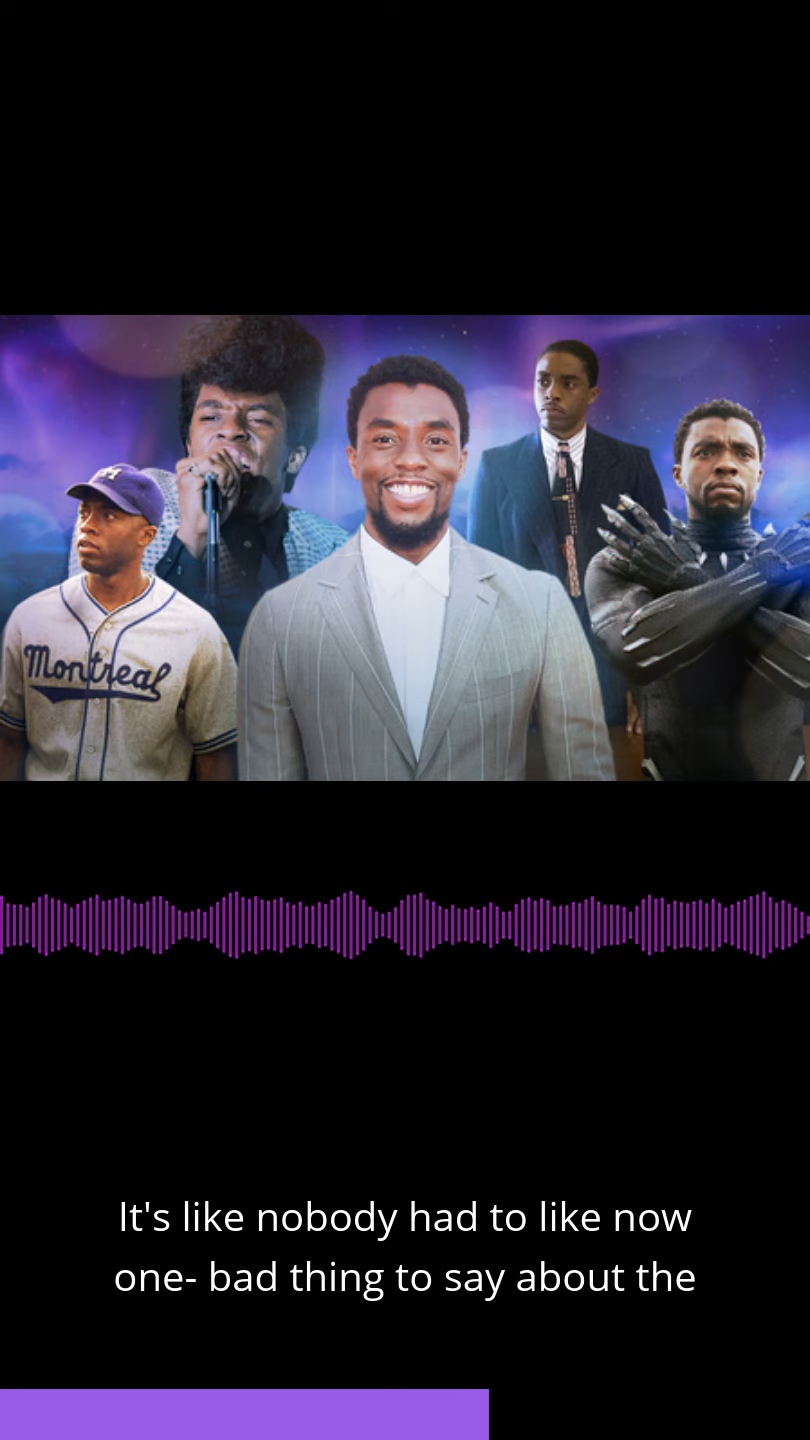 Montreal
It's like nobody had to like now
one- bad thing to say about the